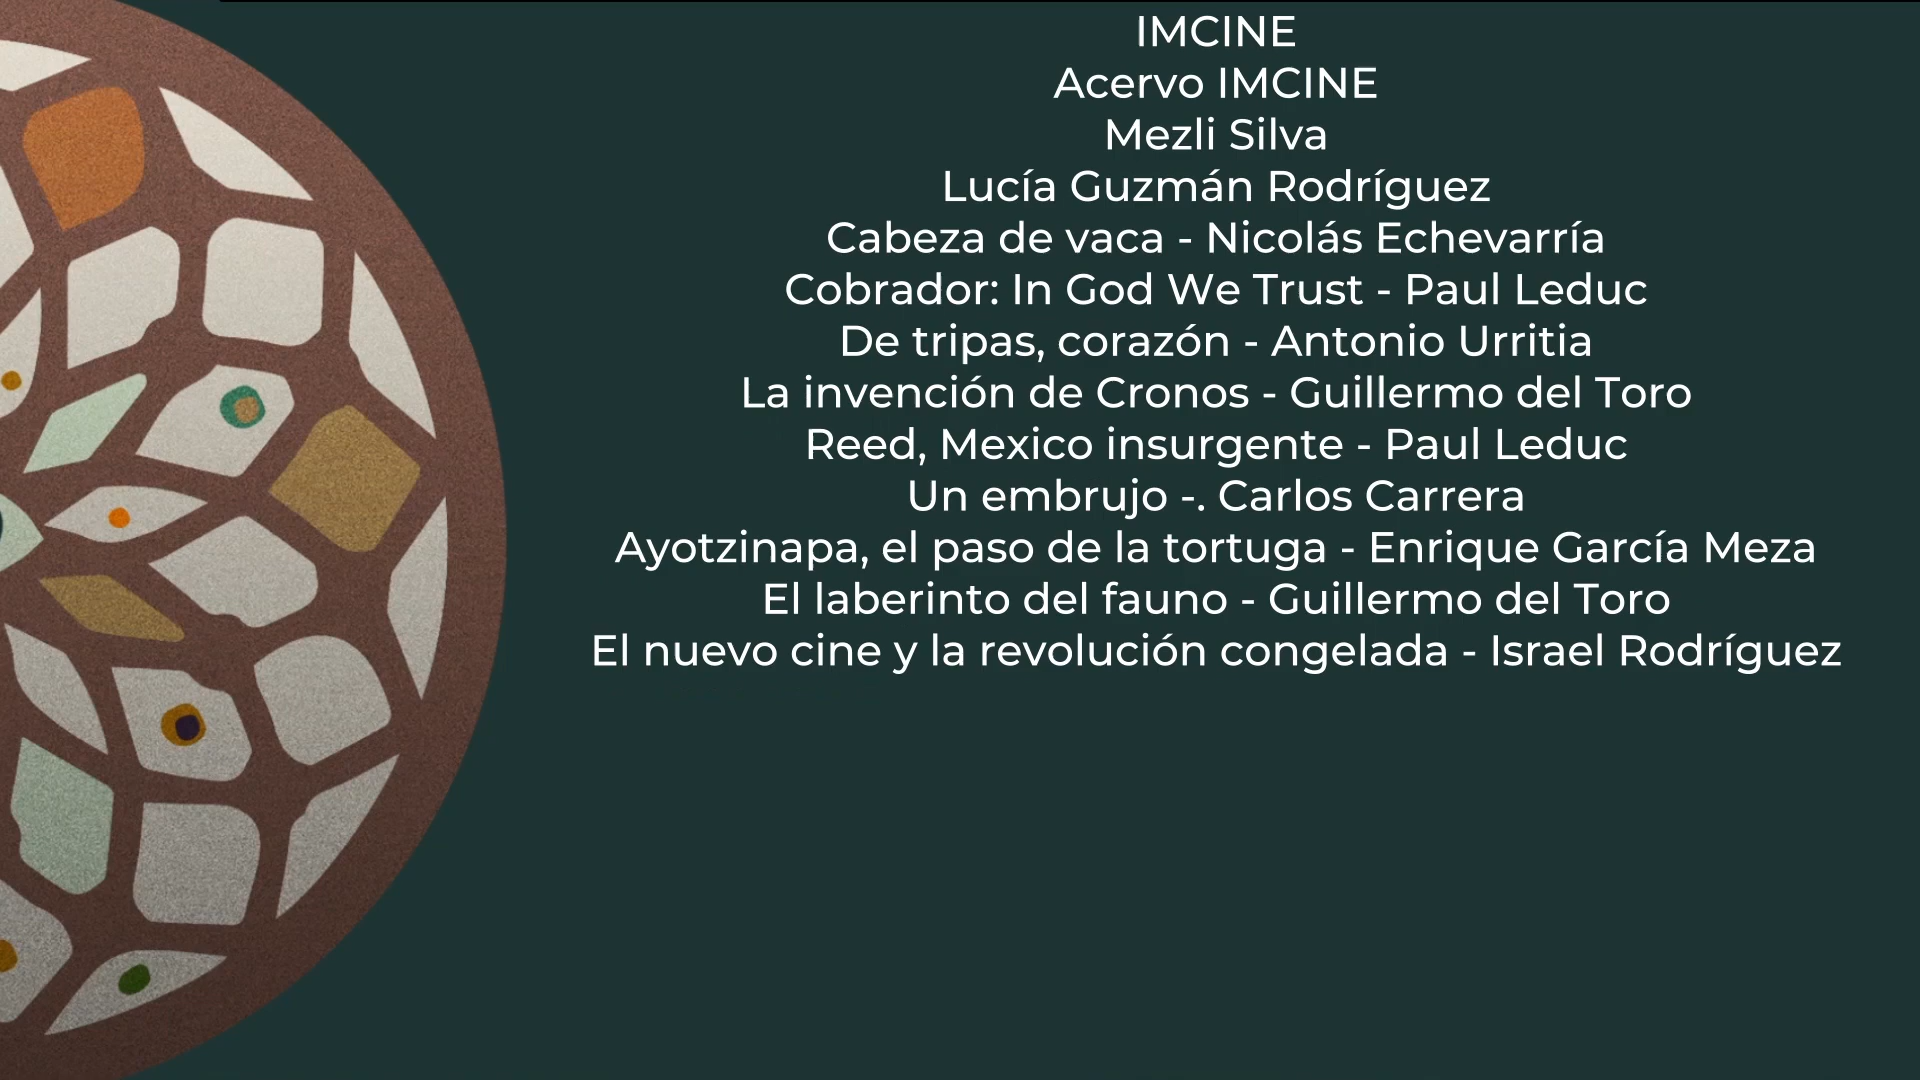 IMCINE
Acervo IMCINE
Mezli Silva
Lucía Guzmán Rodríguez
Cabeza de vaca - Nicolás Echevarría
Cobrador: In God We Trust - Paul Leduc
De tripas, corazón - Antonio Urritia
La invención de Cronos - Guillermo del Toro
Reed, Mexico insurgente - Paul Leduc
Un embrujo -. Carlos Carrera
Ayotzinapa, el paso de la tortuga - Enrique García Meza
El laberinto del fauno - Guillermo del Toro
El nuevo cine y la revolución congelada - Israel Rodríguez